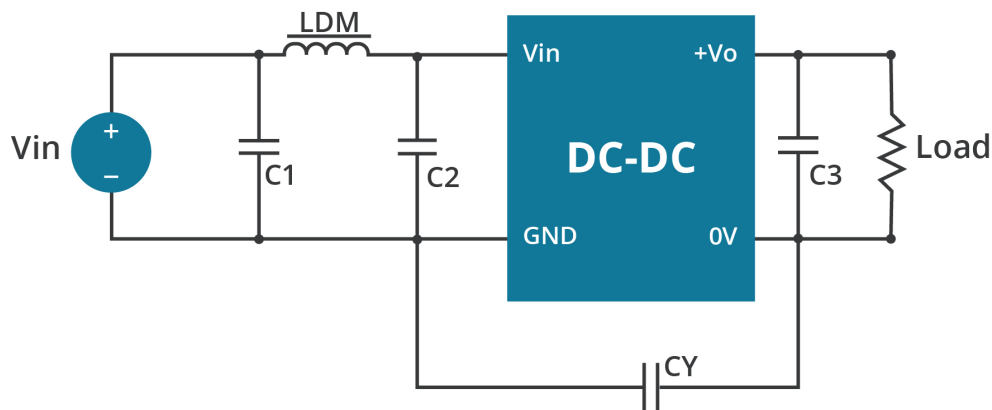 LDM
Vin
+Vo
Vin
+
−
C1
C2
DC-DC
C3
Load
GND
0V
CY